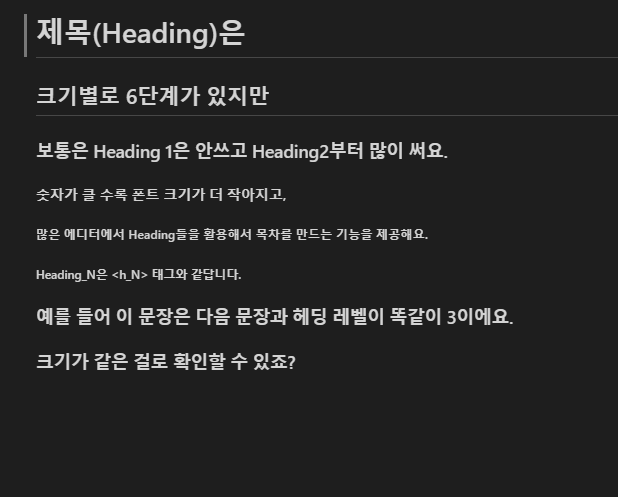 제목(Heading)은
크기별로 6단계가 있지만
보통은 Heading 1은 안쓰고 Heading2부터 많이 써요.
숫자가 클 수록 폰트 크기가 더 작아지고,
많은 에디터에서 Heading들을 활용해서 목차를 만드는 기능을 제공해요.
Heading_N은 <h_N> 태그와 같답니다.
예를 들어 이 문장은 다음 문장과 헤딩 레벨이 똑같이 3이에요.
크기가 같은 걸로 확인할 수 있죠?